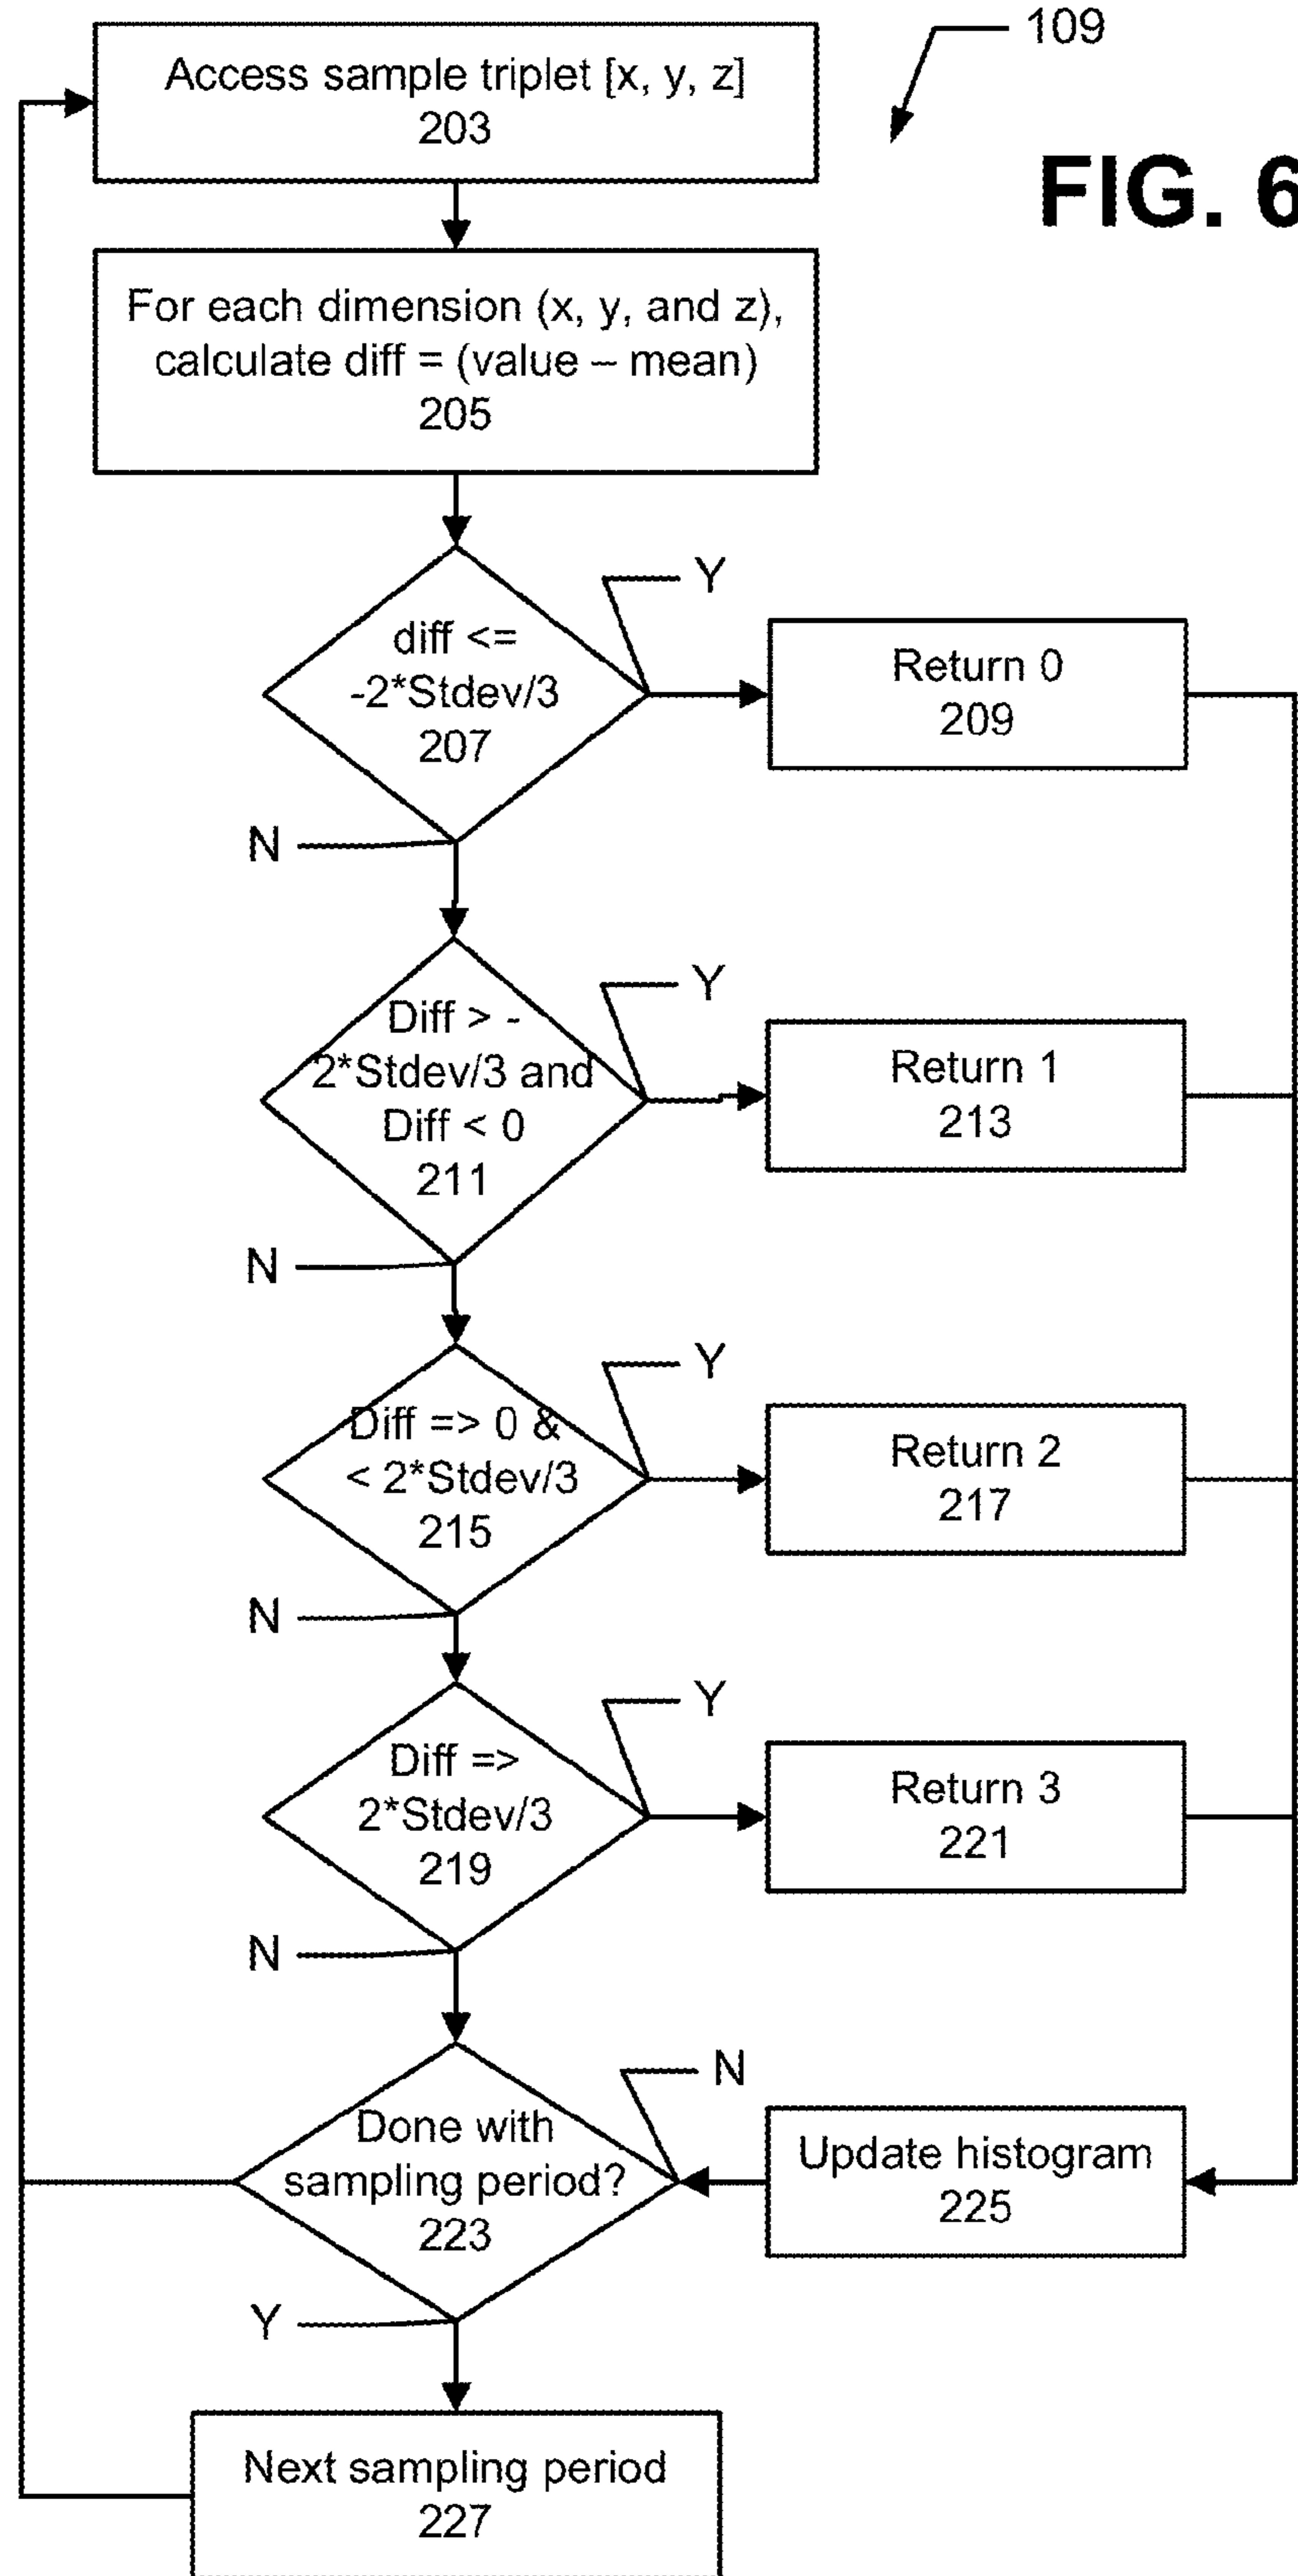 109
FIG. 6
Access sample triplet [x, y, z]
203
For each dimension (x, y, and z),
calculate diff = (value – mean)
205
diff <=
-2*Stdev/3
207
Y
Return 0
209
N
Diff > -
2*Stdev/3 and
Diff < 0
211
Y
Return 1
213
N
Diff => 0 &
< 2*Stdev/3
215
Y
Return 2
217
N
Diff =>
2*Stdev/3
219
Y
Return 3
221
N
Done with
sampling period?
223
N
Update histogram
225
Y
Next sampling period
227